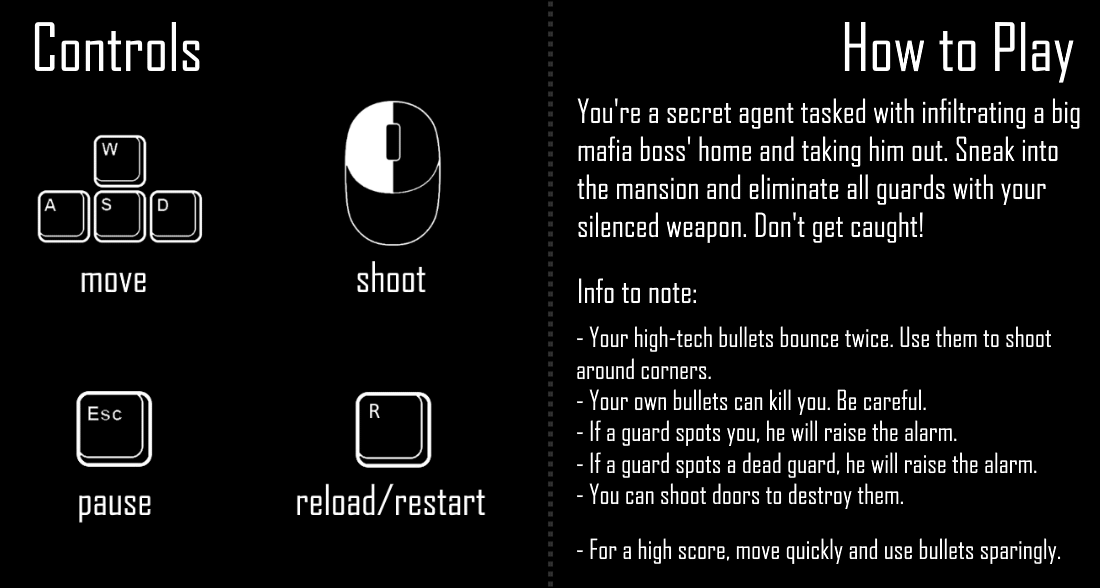 Controls
W
A S D
move
shoot
Esc
pause
R
reload/restart
How to Play
You're a secret agent tasked with infiltrating a big
mafia boss' home and taking him out. Sneak into
the mansion and eliminate all guards with your
silenced weapon. Don't get caught!
Info to note:
- Your high-tech bullets bounce twice. Use them to shoot
around corners.
- Your own bullets can kill you. Be careful.
- If a guard spots you, he will raise the alarm.
- If a guard spots a dead guard, he will raise the alarm.
- You can shoot doors to destroy them.
- For a high score, move quickly and use bullets sparingly.